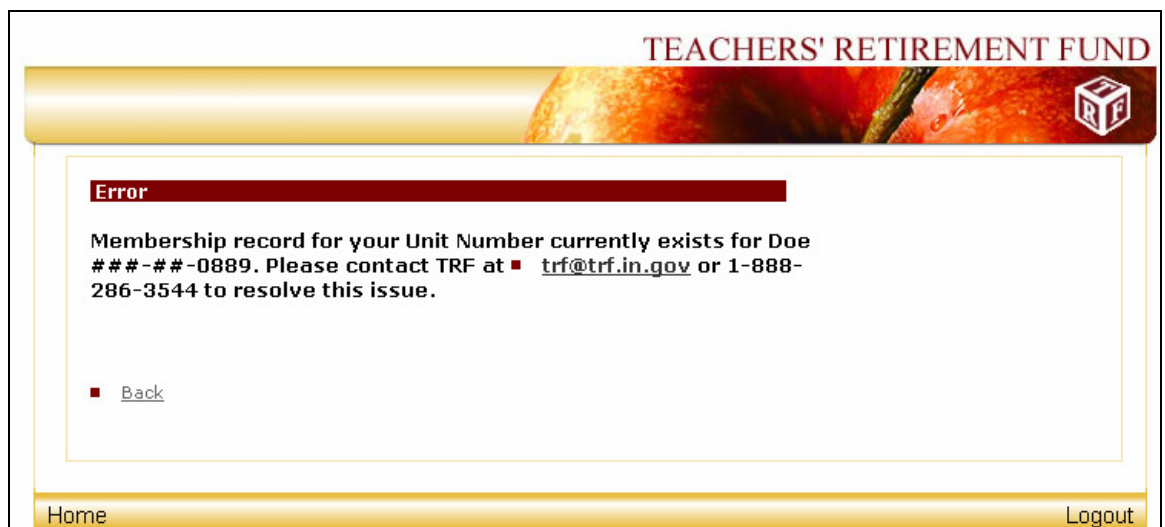 TEACHERS' RETIREMENT FUND
T
R F
Error
Membership record for your Unit Number currently exists for Doe
###-##-0889. Please contact TRF at trf@trf.in.gov or 1-888-
286-3544 to resolve this issue.
Back
Home Logout